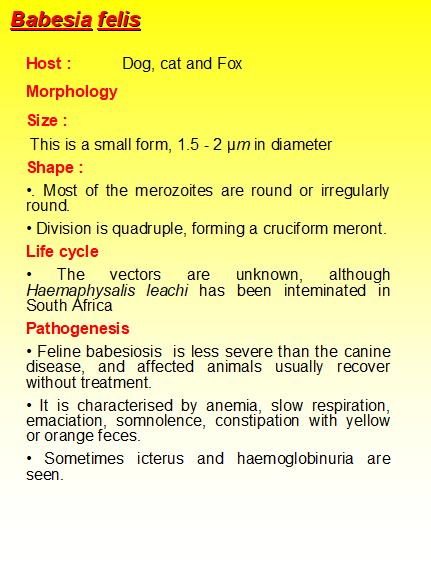 Babesia felis
Host : Dog, cat and Fox
Morphology
Size :
This is a small form, 1.5 - 2 µm in diameter
Shape :
•. Most of the merozoites are round or irregularly
round.
• Division is quadruple, forming a cruciform meront.
Life cycle
• The vectors are unknown, although
Haemaphysalis leachi has been inteminated in
South Africa
Pathogenesis
• Feline babesiosis is less severe than the canine
disease, and affected animals usually recover
without treatment.
• It is characterised by anemia, slow respiration,
emaciation, somnolence, constipation with yellow
or orange feces.
• Sometimes icterus and haemoglobinuria are
seen.